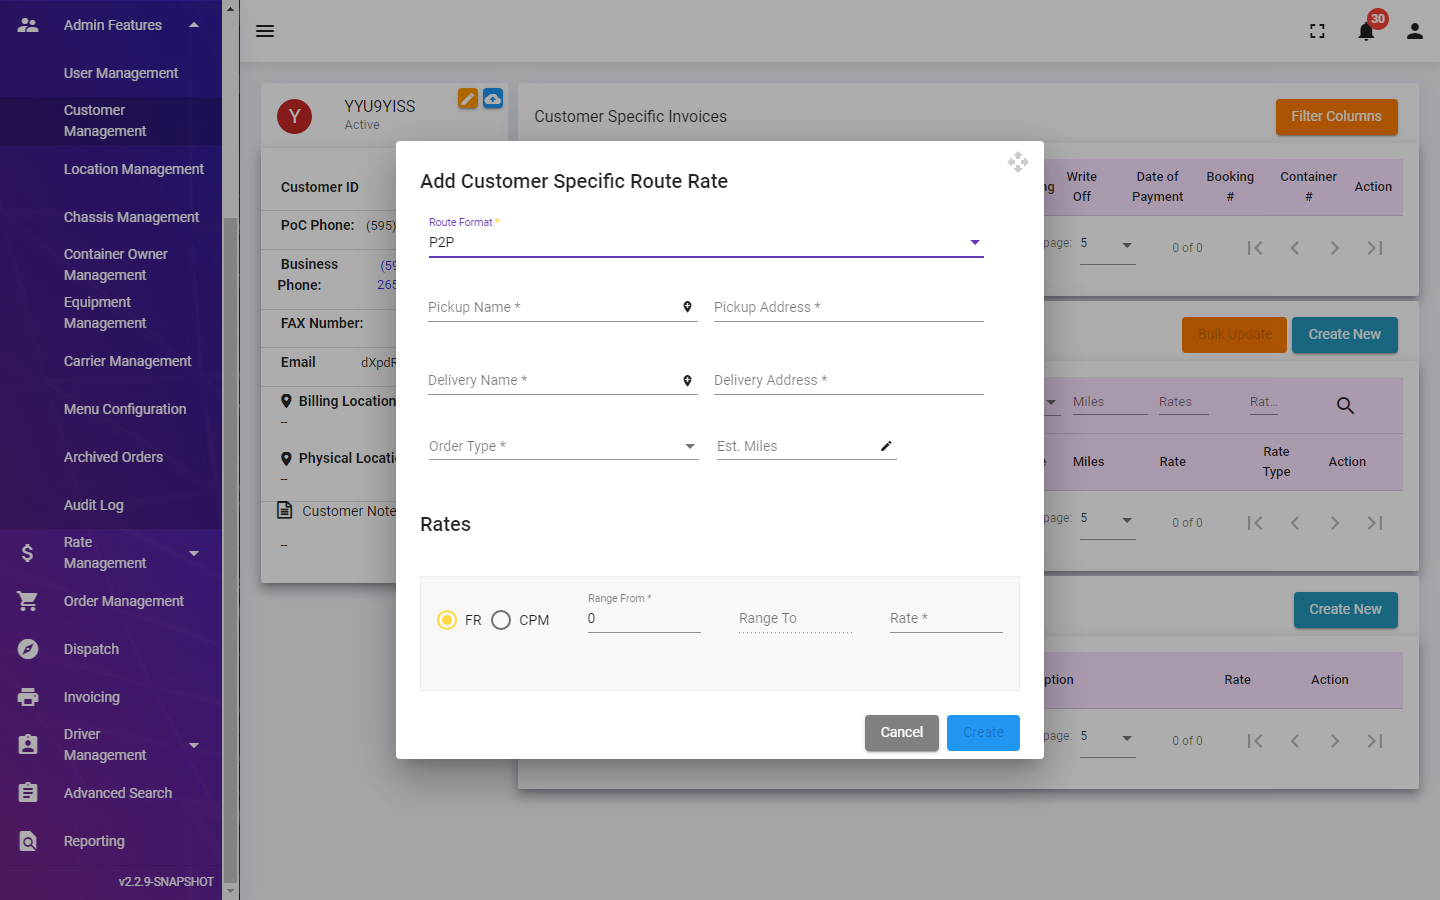 Admin Features
User Management
Customer
Management
Location Management
Chassis Management
Container Owner
Management
Equipment
Management
Carrier Management
Menu Configuration
Archived Orders
Audit Log
Rate
Management
Order Management
Dispatch
Invoicing
Driver
Management
Advanced Search
Reporting
v2.2.9-SNAPSHOT
30
Y
YYU9YISS
Active
Customer ID
PoC Phone: (595)
Business
Phone:
265
FAX Number:
Email
Billing Location
--
Physical Locati
--
Customer Note
--
Customer Specific Invoices
Filter Columns
Write
Off
Date of
Payment
Booking
#
Container
#
Action
page: 5 0 of 0
Bulk Update
Create New
Miles
Rates
Rat...
Miles
Rate
Rate
Type
Action
page: 5 0 of 0
Create New
Rate
Action
page: 5 0 of 0
Add Customer Specific Route Rate
Route Format *
P2P
Pickup Name *
Pickup Address *
Delivery Name *
Delivery Address *
Order Type *
Est. Miles
Rates
FR
CPM
Range From *
0
Range To
Rate *
Cancel
Create